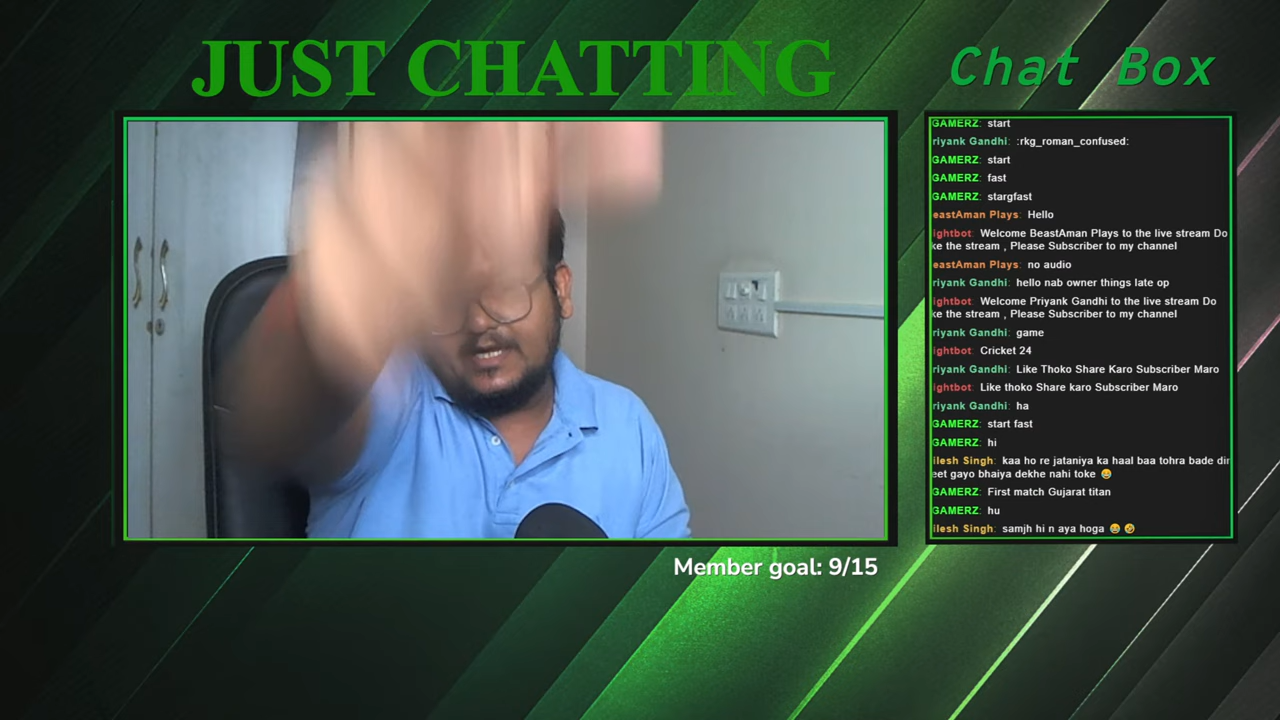 JUST CHATTING
Chat Box
GAMERZ: start
riyank Gandhi: :rkg_roman_confused:
GAMERZ: start
GAMERZ: fast
GAMERZ: stargfast
eastAman Plays: Hello
ightbot: Welcome BeastAman Plays to the live stream Do
ke the stream , Please Subscriber to my channel
eastAman Plays: no audio
riyank Gandhi: hello nab owner things late op
ightbot: Welcome Priyank Gandhi to the live stream Do
ke the stream , Please Subscriber to my channel
riyank Gandhi: game
ightbot: Cricket 24
riyank Gandhi: Like Thoko Share Karo Subscriber Maro
ightbot: Like thoko Share karo Subscriber Maro
riyank Gandhi: ha
GAMERZ: start fast
GAMERZ: hi
ilesh Singh: kaa ho re jataniya ka haal baa tohra bade din
eet gayo bhaiya dekhe nahi toke 😂
GAMERZ: First match Gujarat titan
GAMERZ: hu
ilesh Singh: samjh hi n aya hoga 😂 🤣
Member goal: 9/15